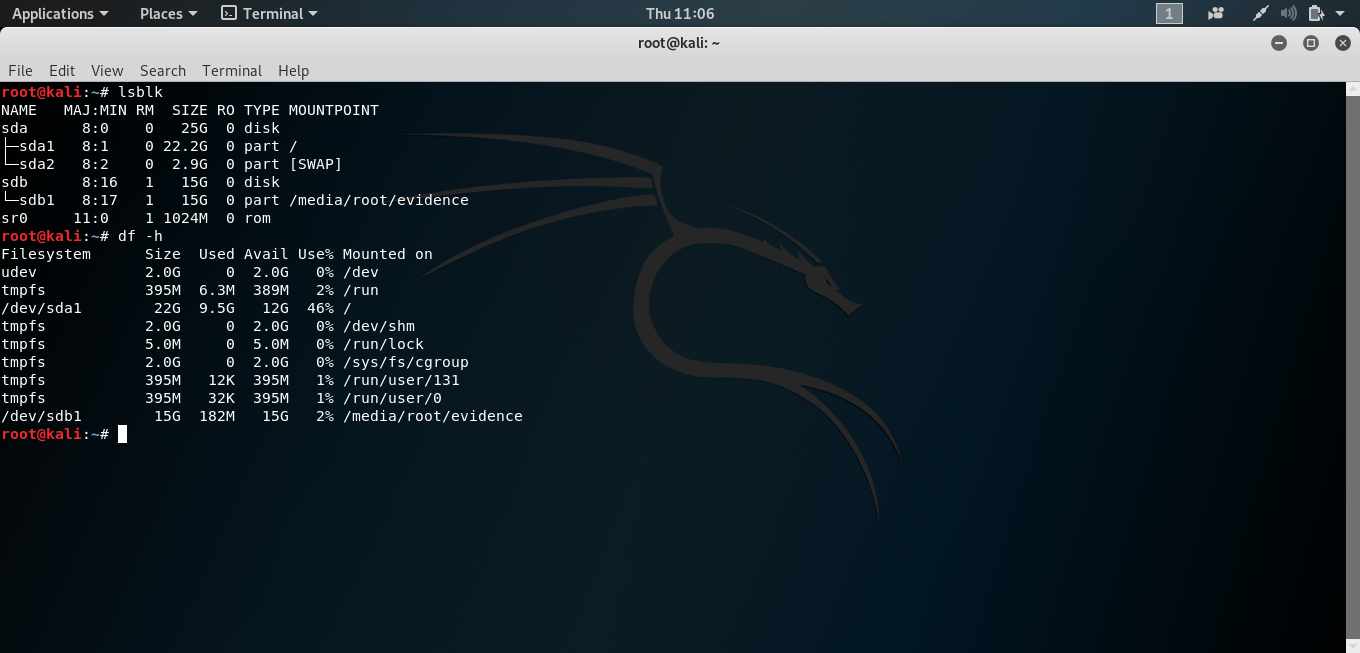 Applications Places Terminal Thu 11:06 1
root@kali: ~
File Edit View Search Terminal Help
root@kali:~# lsblk
NAME   MAJ:MIN RM  SIZE RO TYPE MOUNTPOINT
sda      8:0    0   25G  0 disk
├─sda1   8:1    0 22.2G  0 part /
└─sda2   8:2    0  2.9G  0 part [SWAP]
sdb      8:16   1   15G  0 disk
└─sdb1   8:17   1   15G  0 part /media/root/evidence
sr0     11:0    1 1024M  0 rom
root@kali:~# df -h
Filesystem      Size  Used Avail Use% Mounted on
udev            2.0G     0  2.0G   0% /dev
tmpfs           395M  6.3M  389M   2% /run
/dev/sda1        22G  9.5G   12G  46% /
tmpfs           2.0G     0  2.0G   0% /dev/shm
tmpfs           5.0M     0  5.0M   0% /run/lock
tmpfs           2.0G     0  2.0G   0% /sys/fs/cgroup
tmpfs           395M   12K  395M   1% /run/user/131
tmpfs           395M   32K  395M   1% /run/user/0
/dev/sdb1        15G  182M   15G   2% /media/root/evidence
root@kali:~#